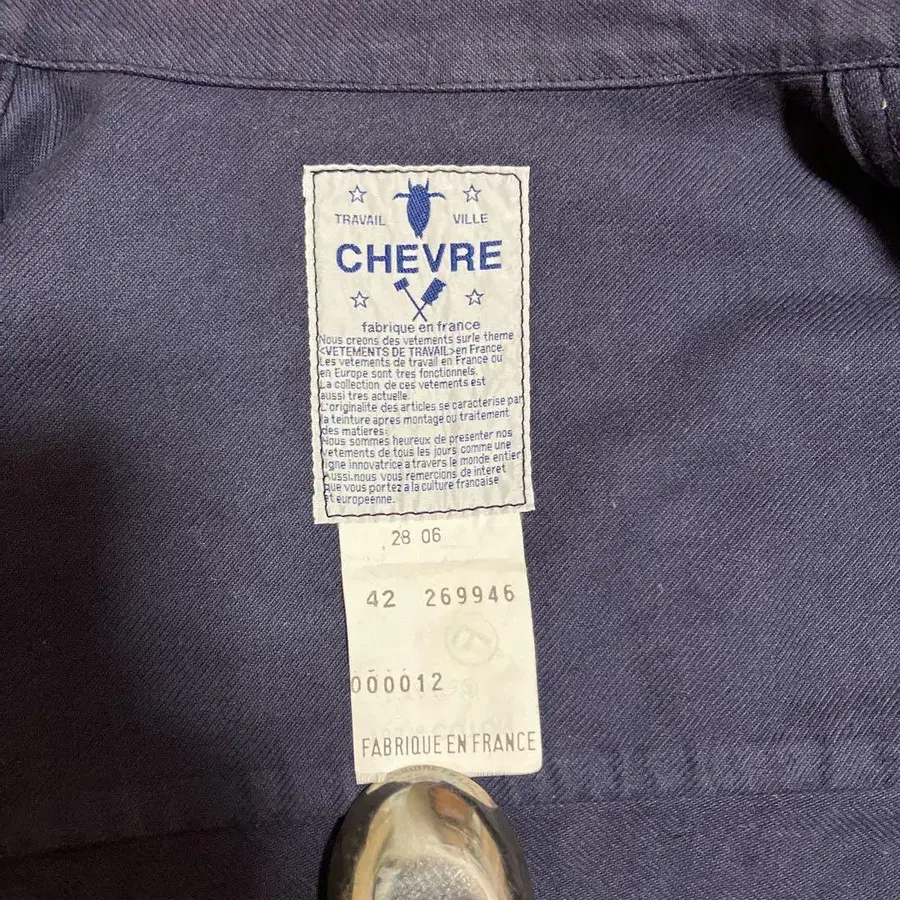 TRAVAIL VILLE
CHEVRE
fabrique en france
Nous creons des vetements surle theme
<VETEMENTS DE TRAVAIL>en France.
Les vetements de travail en France ou
en Europe sont tres fonctionnels.
La collection de ces vetements est
aussi tres actuelle.
L'originalite des articles se caracterise par
la teinture apres montage ou traitement
des matieres:
Nous sommes heureux de presenter nos
vetements de tous les jours comme une
ligne innovatrice a travers le monde entier
Aussi.nous vous remercions de interet
que vous portez a la culture francaise
et europeenne.
28 06
42 269946
000012
FABRIQUE EN FRANCE